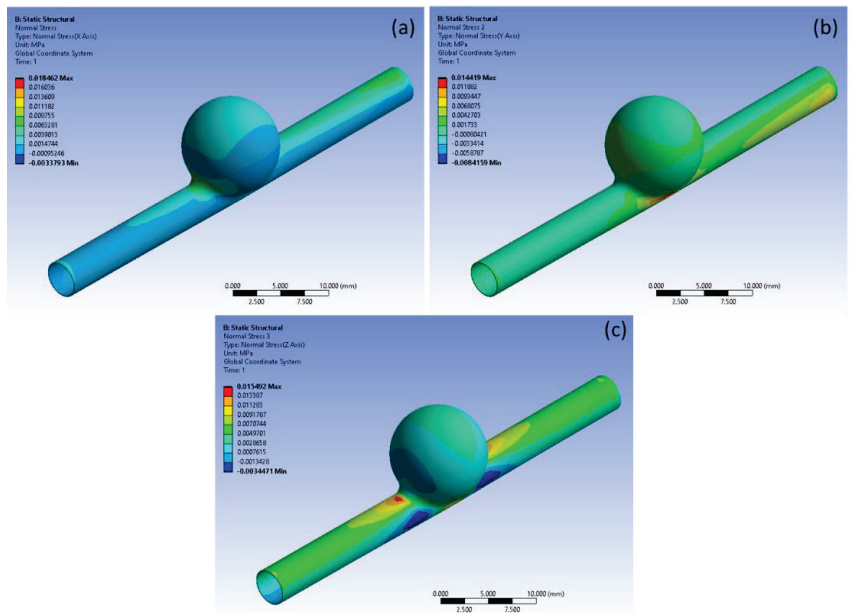 B: Static Structural
Normal Stress
Type: Normal Stress(X Axis)
Unit: MPa
Global Coordinate System
Time: 1
(a)
0.018462 Max
0.016036
0.013609
0.011182
0.008755
0.0063281
0.0039013
0.0014744
-0.00095246
-0.0033793 Min
0.000 5.000 10.000 (mm)
2.500 7.500
B: Static Structural
Normal Stress 2
Type: Normal Stress(Y Axis)
Unit: MPa
Global Coordinate System
Time: 1
(b)
0.014419 Max
0.011882
0.0093447
0.0068075
0.0042703
0.001733
-0.00080421
-0.0033414
-0.0058787
-0.0084159 Min
0.000 5.000 10.000 (mm)
2.500 7.500
B: Static Structural
Normal Stress 3
Type: Normal Stress(Z Axis)
Unit: MPa
Global Coordinate System
Time: 1
(c)
0.015492 Max
0.013387
0.011283
0.0091787
0.0070744
0.0049701
0.0028658
0.0007615
-0.0013428
-0.0034471 Min
0.000 5.000 10.000 (mm)
2.500 7.500